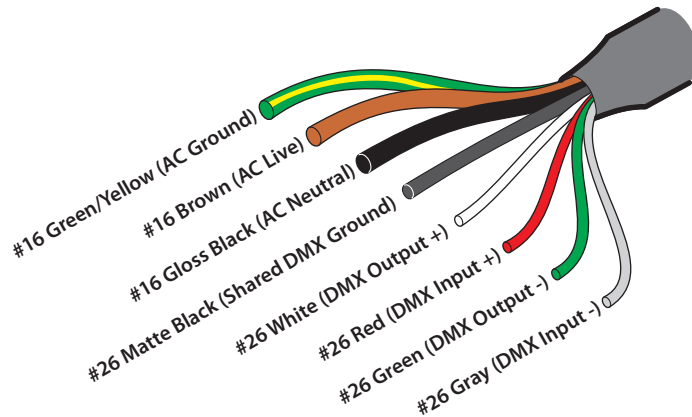 #16 Green/Yellow (AC Ground)
#16 Brown (AC Live)
#16 Gloss Black (AC Neutral)
#26 Matte Black (Shared DMX Ground)
#26 White (DMX Output +)
#26 Red (DMX Input +)
#26 Green (DMX Output -)
#26 Gray (DMX Input -)